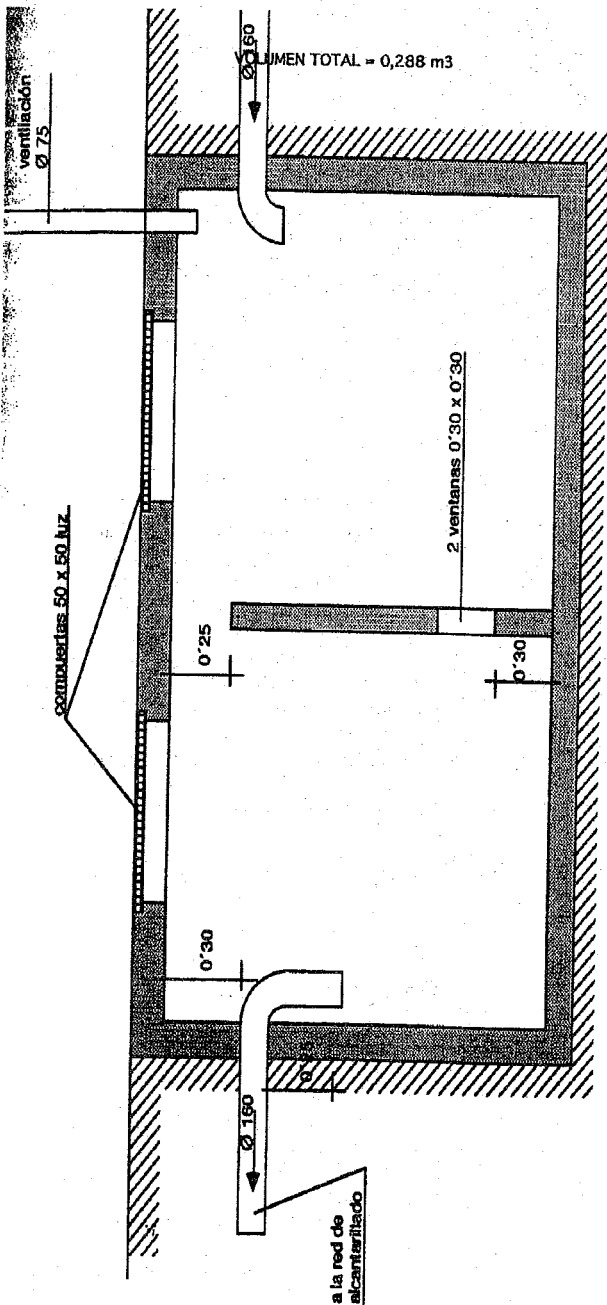 ventilación
Ø 75
Ø 160
VOLUMEN TOTAL = 0,288 m3
compuertas 50 x 50 luz
0'25
2 ventanas 0'30 x 0'30
0'30
0'30
Ø 160
a la red de
alcantarillado